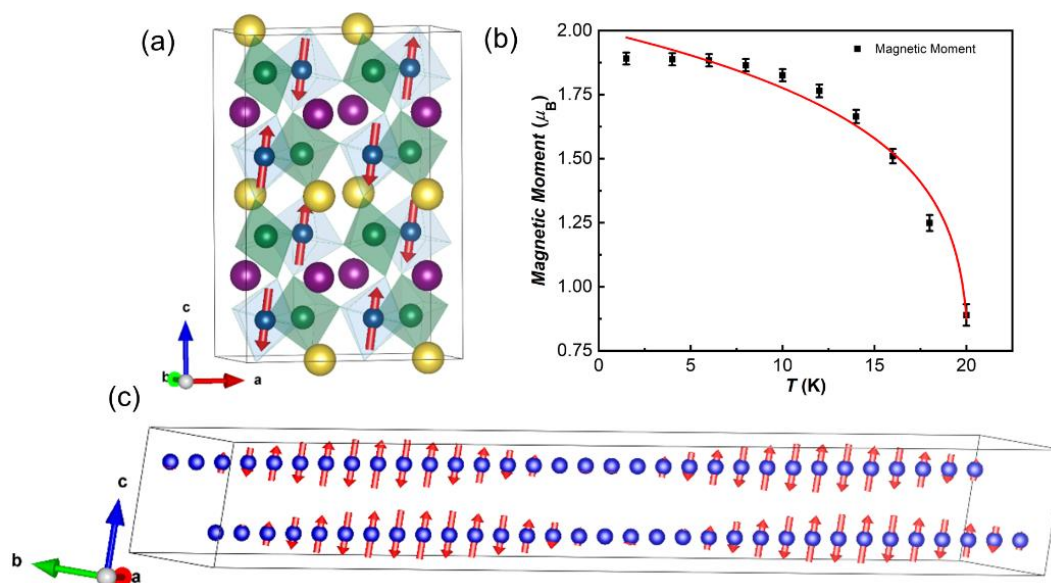 (a)
c
b
a
(b)
2.00
1.75
1.50
1.25
1.00
0.75
Magnetic Moment (μB)
Magnetic Moment
0
5
10
15
20
T (K)
(c)
c
b
a